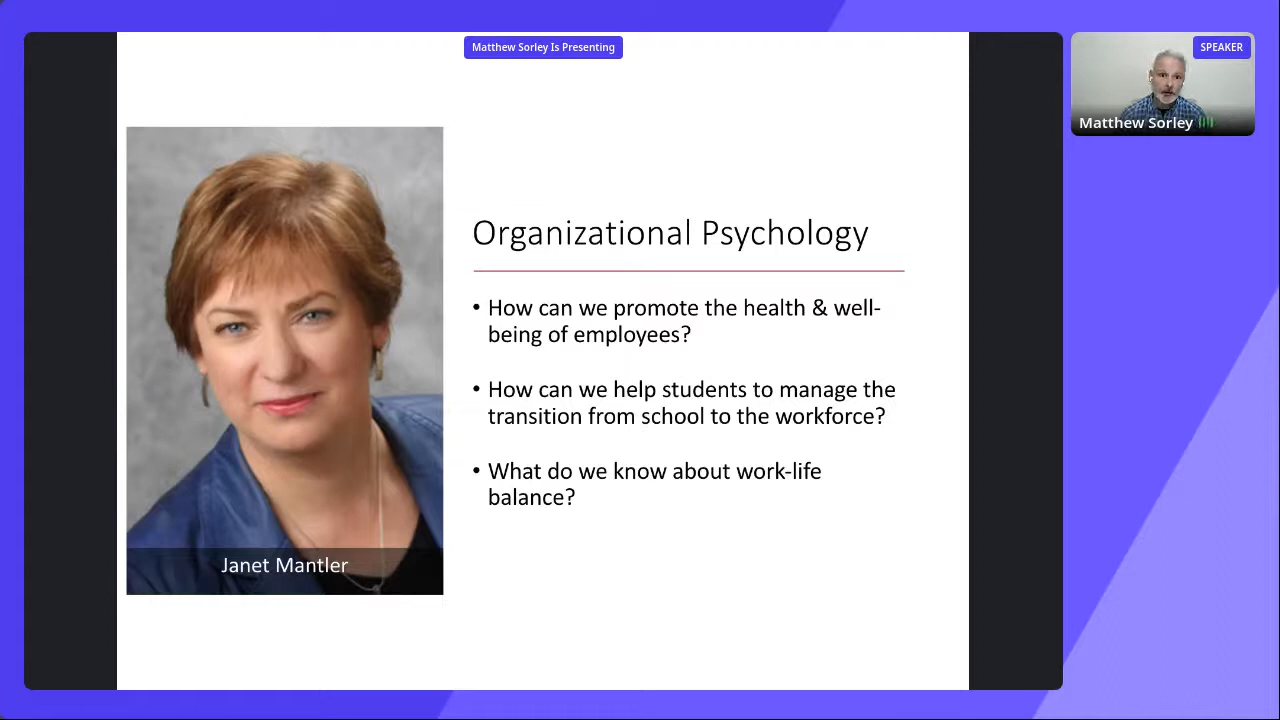 Matthew Sorley Is Presenting
SPEAKER
Matthew Sorley
Organizational Psychology
• How can we promote the health & well-
being of employees?
• How can we help students to manage the
transition from school to the workforce?
• What do we know about work-life
balance?
Janet Mantler